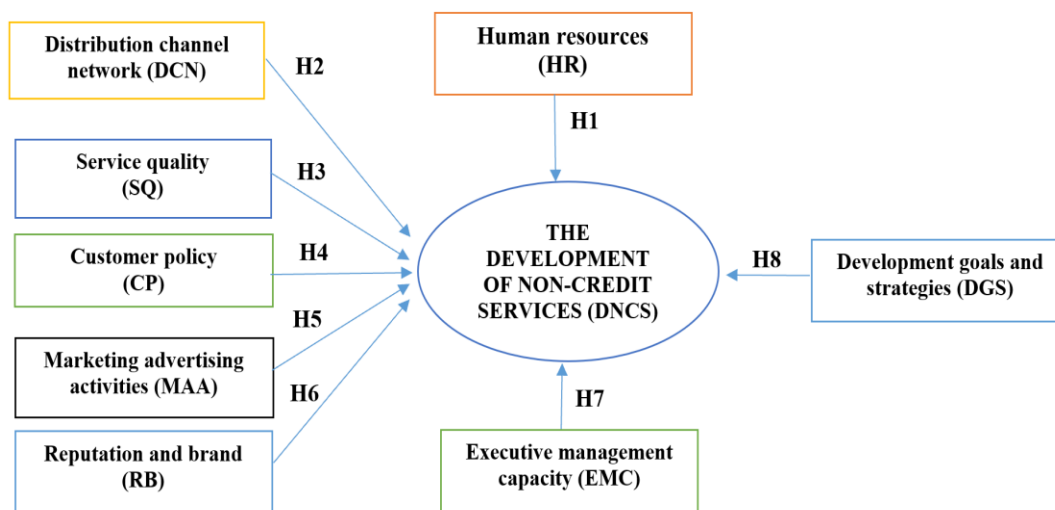 Distribution channel
network (DCN)
H2
Human resources
(HR)
H1
Service quality
(SQ)
H3
Customer policy
(CP)
H4
THE
DEVELOPMENT
OF NON-CREDIT
SERVICES (DNCS)
H8
Development goals and
strategies (DGS)
Marketing advertising
activities (MAA)
H5
Reputation and brand
(RB)
H6
H7
Executive management
capacity (EMC)